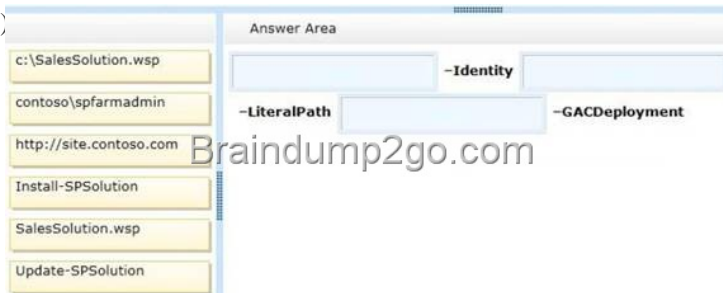 )
Answer Area
c:\SalesSolution.wsp
contoso\spfarmadmin
http://site.contoso.com
Install-SPSolution
SalesSolution.wsp
Update-SPSolution
–Identity
–LiteralPath –GACDeployment
Braindump2go.com